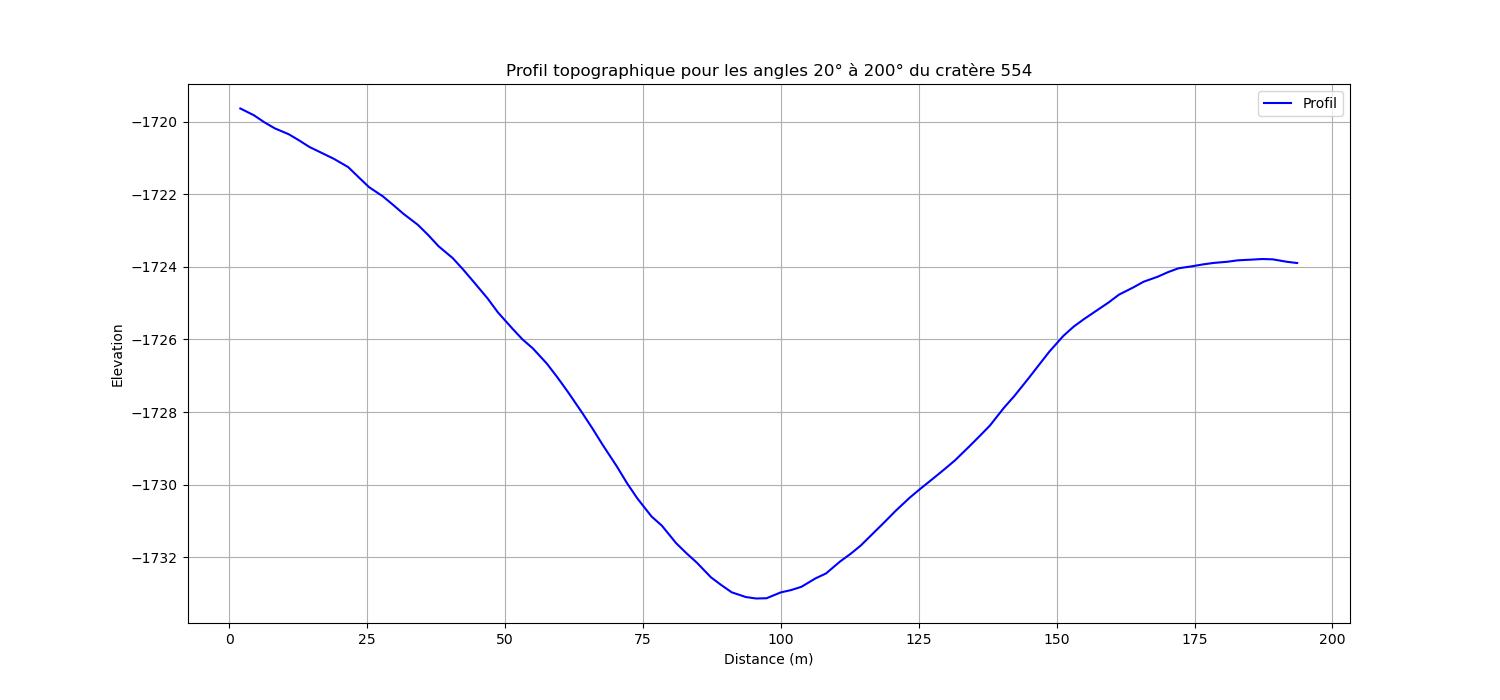 Profil topographique pour les angles 20° à 200° du cratère 554
Profil
−1720
−1722
−1724
−1726
−1728
−1730
−1732
Elevation
0 25 50 75 100 125 150 175 200
Distance (m)